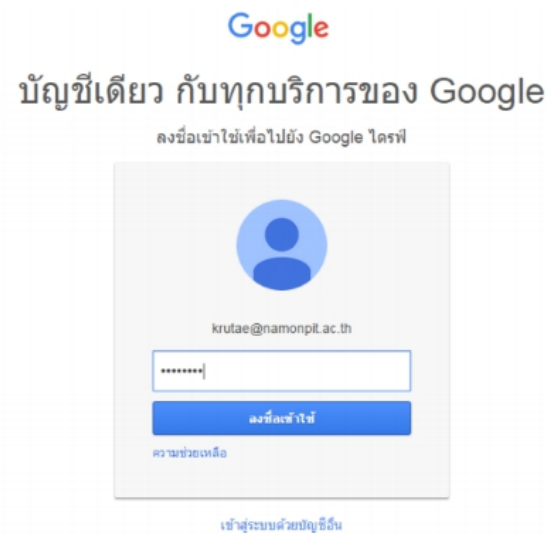 Google
บัญชีเดียว กับทุกบริการของ Google
ลงชื่อเข้าใช้เพื่อไปยัง Google ไดรฟ์
krutae@namonpit.ac.th
••••••••
ลงชื่อเข้าใช้
ความช่วยเหลือ
เข้าสู่ระบบด้วยบัญชีอื่น